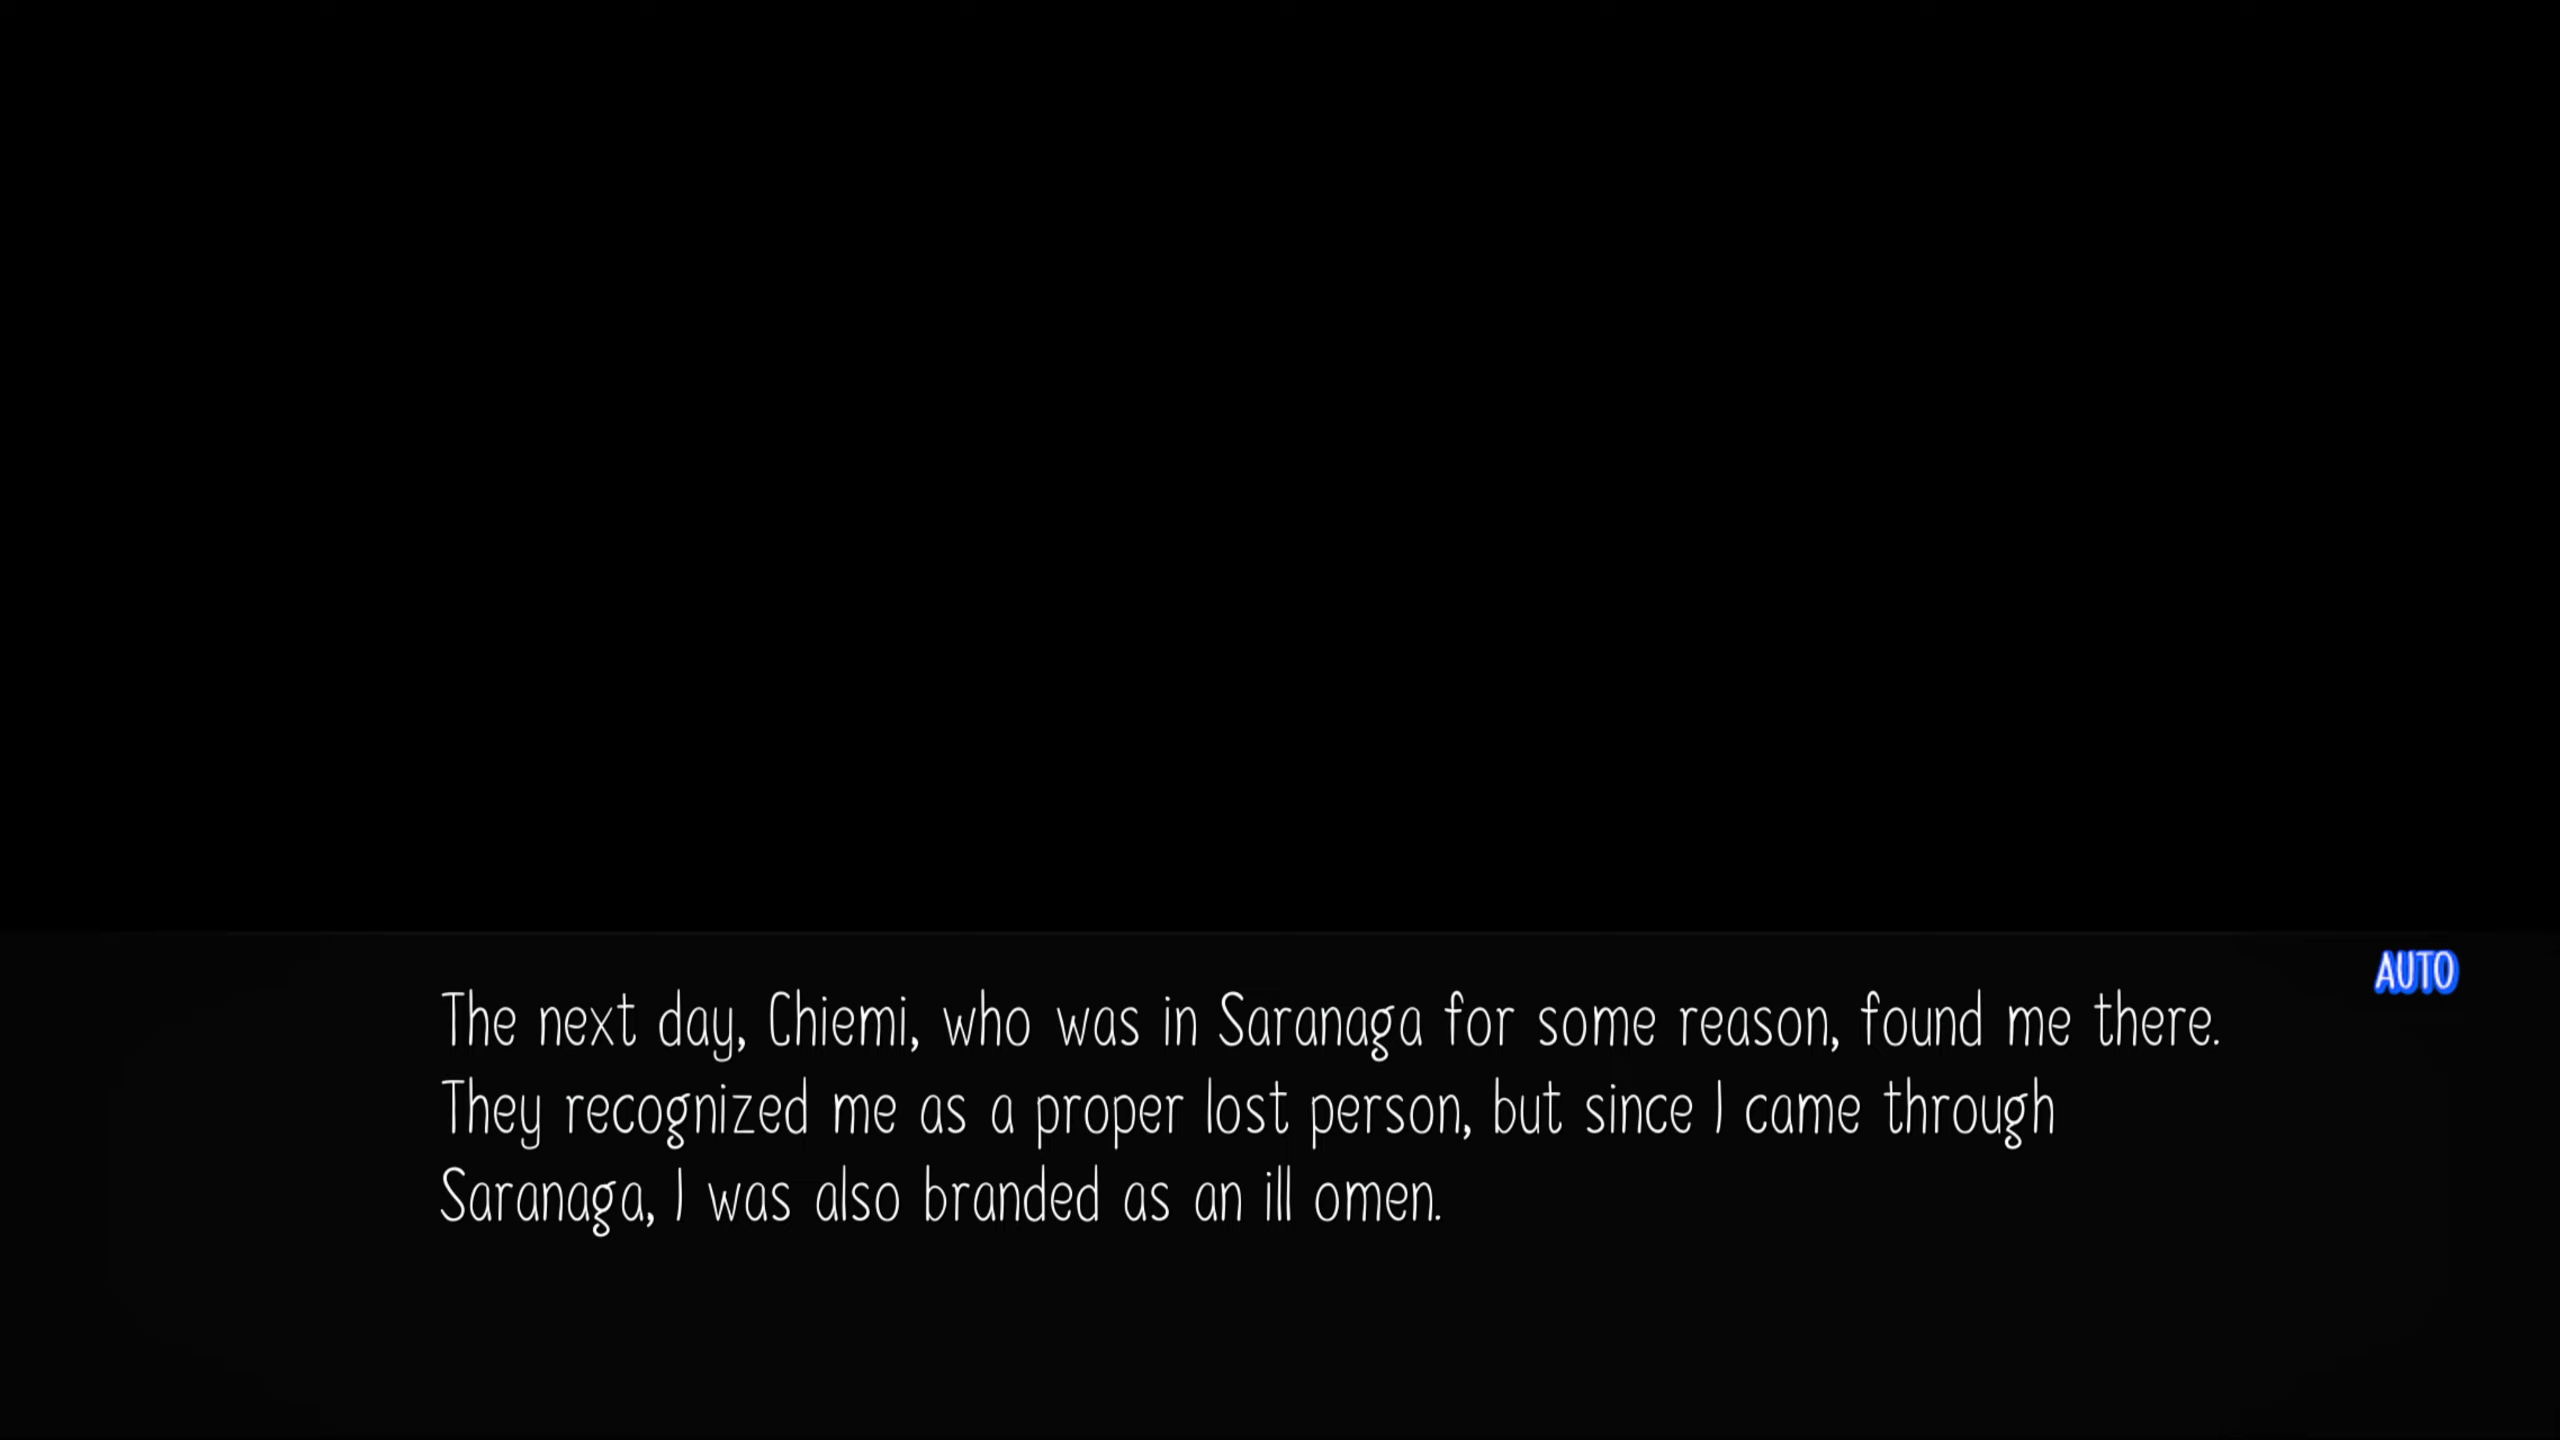 AUTO
The next day, Chiemi, who was in Saranaga for some reason, found me there.
They recognized me as a proper lost person, but since I came through
Saranaga, I was also branded as an ill omen.